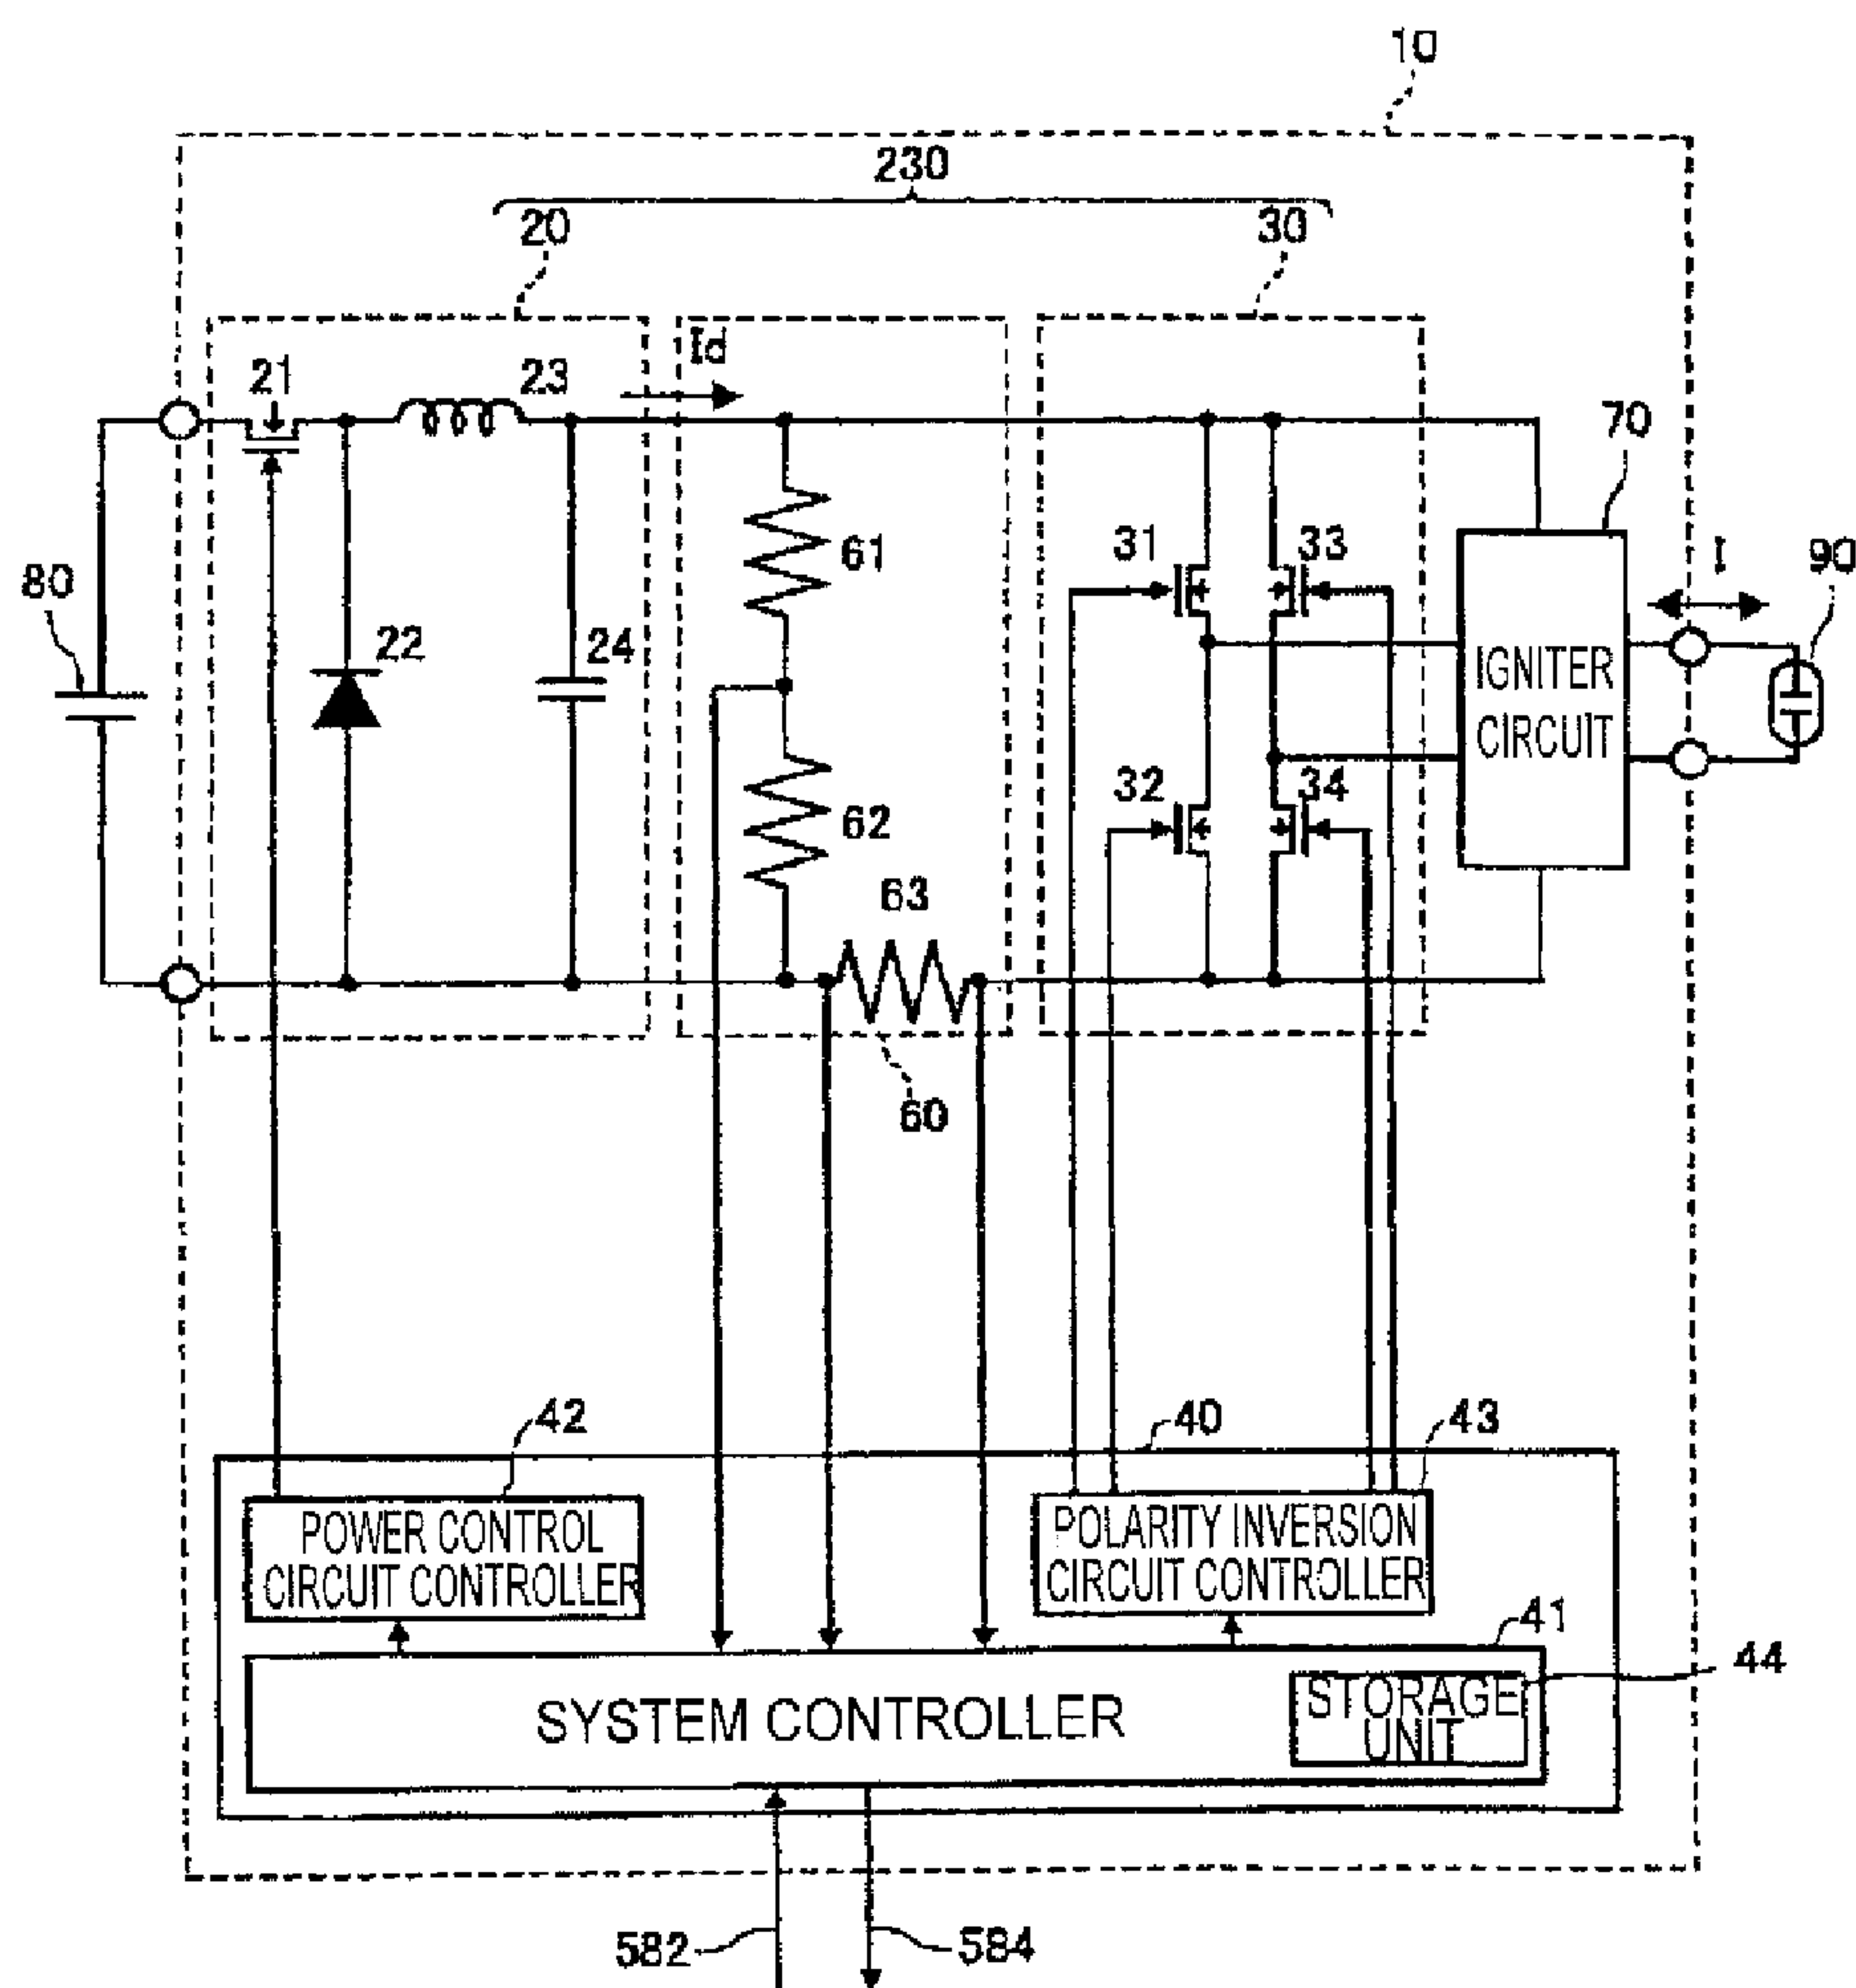 10
230
20
30
Id
21
23
70
61
31
33
I
90
80
22
24
IGNITER
CIRCUIT
62
32
34
63
60
42
40
43
POWER CONTROL
CIRCUIT CONTROLLER
POLARITY INVERSION
CIRCUIT CONTROLLER
41
44
SYSTEM CONTROLLER
STORAGE
UNIT
582
584